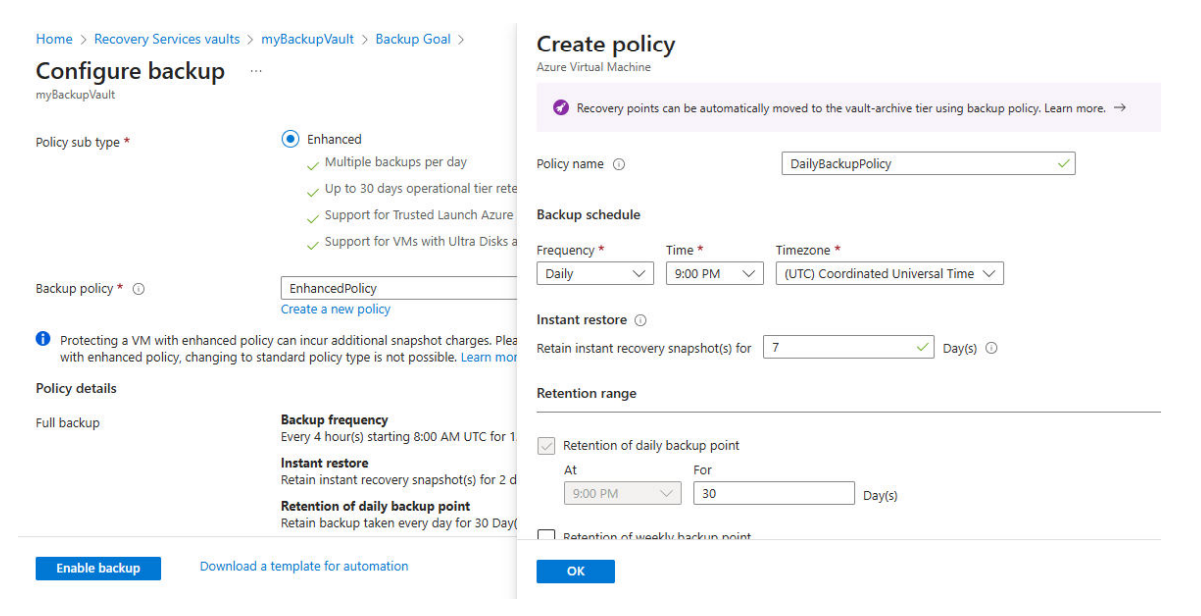 Home > Recovery Services vaults > myBackupVault > Backup Goal >
Configure backup ...
myBackupVault
Policy sub type *
Enhanced
Multiple backups per day
Up to 30 days operational tier rete
Support for Trusted Launch Azure
Support for VMs with Ultra Disks a
Backup policy *
EnhancedPolicy
Create a new policy
Protecting a VM with enhanced policy can incur additional snapshot charges. Plea
with enhanced policy, changing to standard policy type is not possible. Learn mor
Policy details
Full backup
Backup frequency
Every 4 hour(s) starting 8:00 AM UTC for 1
Instant restore
Retain instant recovery snapshot(s) for 2 d
Retention of daily backup point
Retain backup taken every day for 30 Day(
Enable backup
Download a template for automation
Create policy
Azure Virtual Machine
Recovery points can be automatically moved to the vault-archive tier using backup policy. Learn more. →
Policy name
DailyBackupPolicy
Backup schedule
Frequency * Time * Timezone *
Daily 9:00 PM (UTC) Coordinated Universal Time
Instant restore
Retain instant recovery snapshot(s) for 7 Day(s)
Retention range
Retention of daily backup point
At For
9:00 PM 30 Day(s)
Retention of weekly backup point
OK